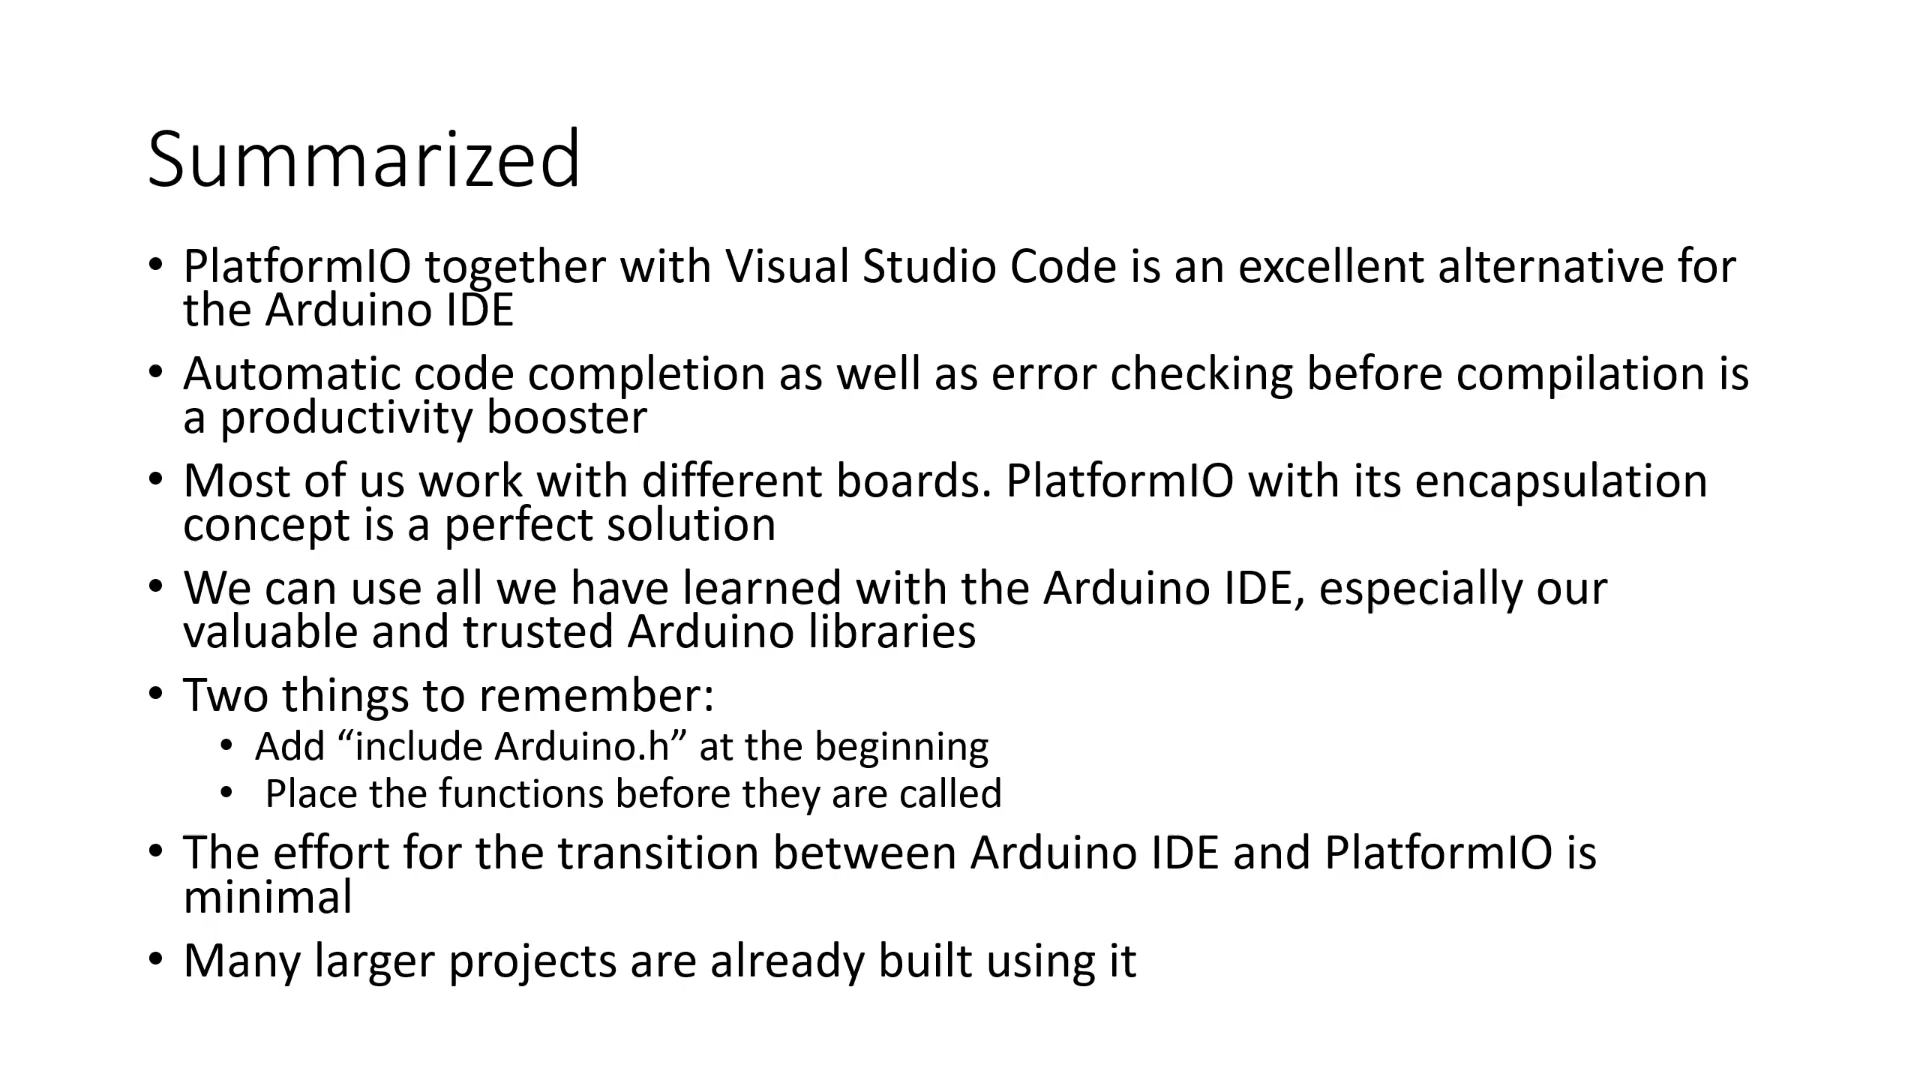 Summarized
• PlatformIO together with Visual Studio Code is an excellent alternative for
the Arduino IDE
• Automatic code completion as well as error checking before compilation is
a productivity booster
• Most of us work with different boards. PlatformIO with its encapsulation
concept is a perfect solution
• We can use all we have learned with the Arduino IDE, especially our
valuable and trusted Arduino libraries
• Two things to remember:
• Add “include Arduino.h” at the beginning
• Place the functions before they are called
• The effort for the transition between Arduino IDE and PlatformIO is
minimal
• Many larger projects are already built using it